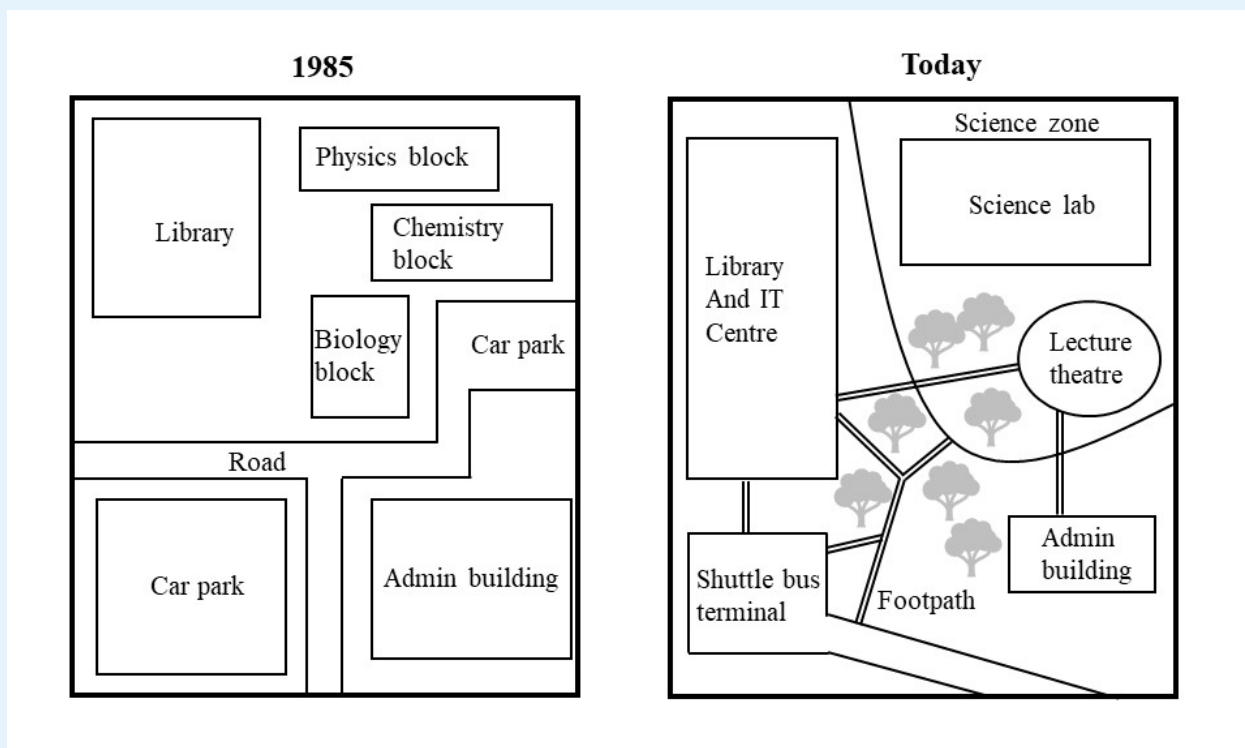 1985
Physics block
Library
Chemistry
block
Biology
block
Car park
Road
Car park
Admin building
Today
Science zone
Science lab
Library
And IT
Centre
Lecture
theatre
Admin
building
Shuttle bus
terminal
Footpath